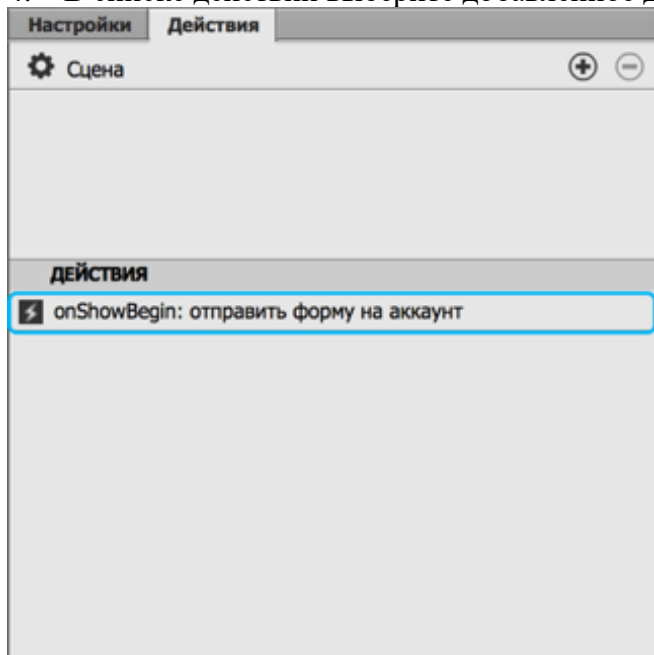 Настройки Действия
Сцена
ДЕЙСТВИЯ
onShowBegin: отправить форму на аккаунт